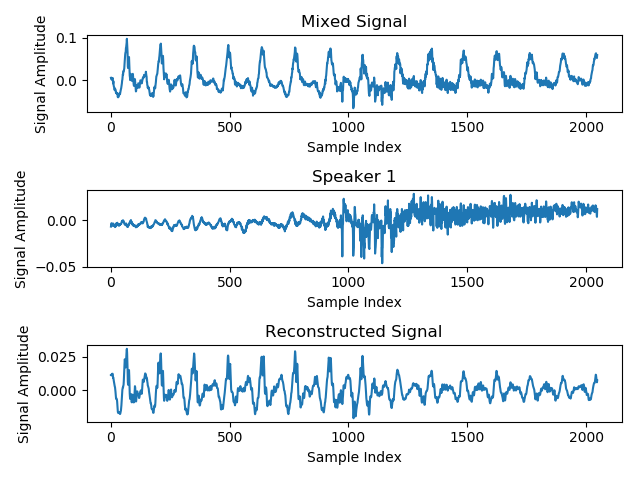 Mixed Signal
Signal Amplitude
0.1
0.0
0 500 1000 1500 2000
Sample Index
Speaker 1
Signal Amplitude
0.00
−0.05
0 500 1000 1500 2000
Sample Index
Reconstructed Signal
Signal Amplitude
0.025
0.000
0 500 1000 1500 2000
Sample Index